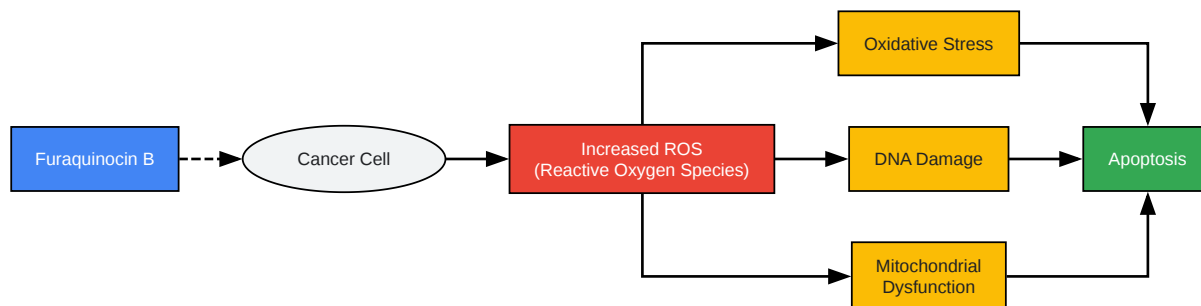 Furaquinocin B
Cancer Cell
Increased ROS
(Reactive Oxygen Species)
Oxidative Stress
DNA Damage
Mitochondrial
Dysfunction
Apoptosis